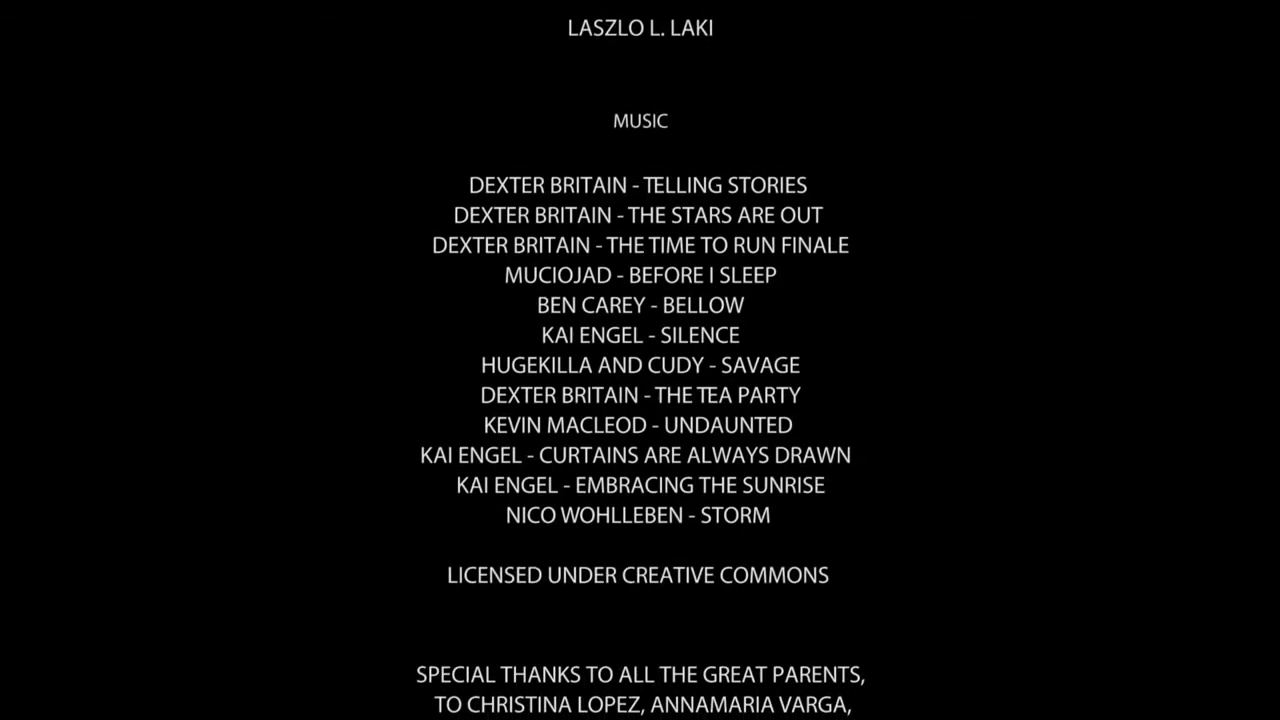 LASZLO L. LAKI
MUSIC
DEXTER BRITAIN - TELLING STORIES
DEXTER BRITAIN - THE STARS ARE OUT
DEXTER BRITAIN - THE TIME TO RUN FINALE
MUCIOJAD - BEFORE I SLEEP
BEN CAREY - BELLOW
KAI ENGEL - SILENCE
HUGEKILLA AND CUDY - SAVAGE
DEXTER BRITAIN - THE TEA PARTY
KEVIN MACLEOD - UNDAUNTED
KAI ENGEL - CURTAINS ARE ALWAYS DRAWN
KAI ENGEL - EMBRACING THE SUNRISE
NICO WOHLLEBEN - STORM
LICENSED UNDER CREATIVE COMMONS
SPECIAL THANKS TO ALL THE GREAT PARENTS,
TO CHRISTINA LOPEZ, ANNAMARIA VARGA,